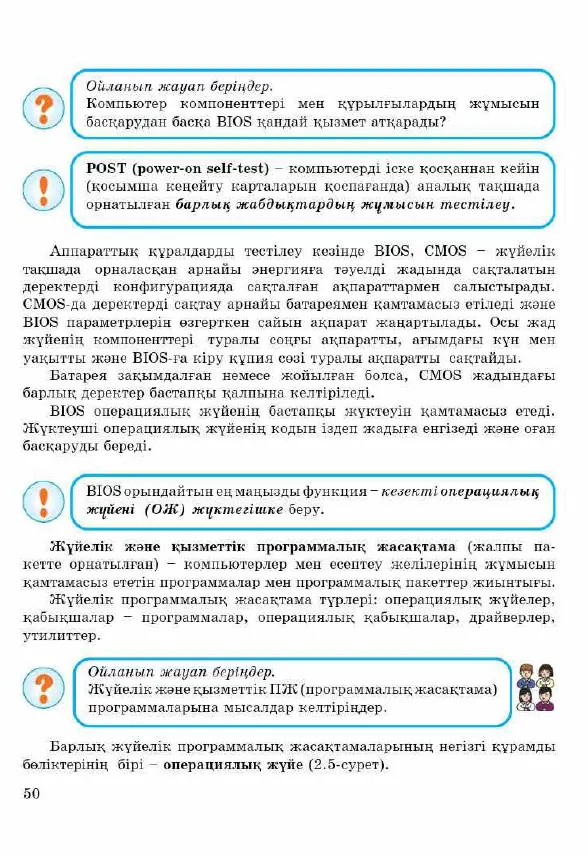 Ойланып жауап беріңдер.
Компьютер компоненттері мен құрылғылардың жұмысын
басқарудан басқа BIOS қандай қызмет атқарады?
POST (power-on self-test) – компьютерді іске қосқаннан кейін
(қосымша кеңейту карталарын қоспағанда) аналық тақшада
орнатылған барлық жабдықтардың жұмысын тестілеу.
Аппараттық құралдарды тестілеу кезінде BIOS, CMOS – жүйелік
тақшада орналасқан арнайы энергияға тәуелді жадында сақталатын
деректерді конфигурацияда сақталған ақпараттармен салыстырады.
CMOS-да деректерді сақтау арнайы батареямен қамтамасыз етіледі және
BIOS параметрлерін өзгерткен сайын ақпарат жаңартылады. Осы жад
жүйенің компоненттері туралы соңғы ақпаратты, ағымдағы күн мен
уақытты және BIOS-ға кіру құпия сөзі туралы ақпаратты сақтайды.
Батарея зақымдалған немесе жойылған болса, CMOS жадындағы
барлық деректер бастапқы қалпына келтіріледі.
BIOS операциялық жүйенің бастапқы жүктеуін қамтамасыз етеді.
Жүктеуші операциялық жүйенің кодын іздеп жадыға енгізеді және оған
басқаруды береді.
BIOS орындайтын ең маңызды функция – кезекті операциялық
жүйені (ОЖ) жүктегішке беру.
Жүйелік және қызметтік программалық жасақтама (жалпы па-
кетте орнатылған) – компьютерлер мен есептеу желілерінің жұмысын
қамтамасыз ететін программалар мен программалық пакеттер жиынтығы.
Жүйелік программалық жасақтама түрлері: операциялық жүйелер,
қабықшалар – программалар, операциялық қабықшалар, драйверлер,
утилиттер.
Ойланып жауап беріңдер.
Жүйелік және қызметтік ПЖ (программалық жасақтама)
программаларына мысалдар келтіріңдер.
Барлық жүйелік программалық жасақтамаларының негізгі құрамды
бөліктерінің бірі – операциялық жүйе (2.5-сурет).
50